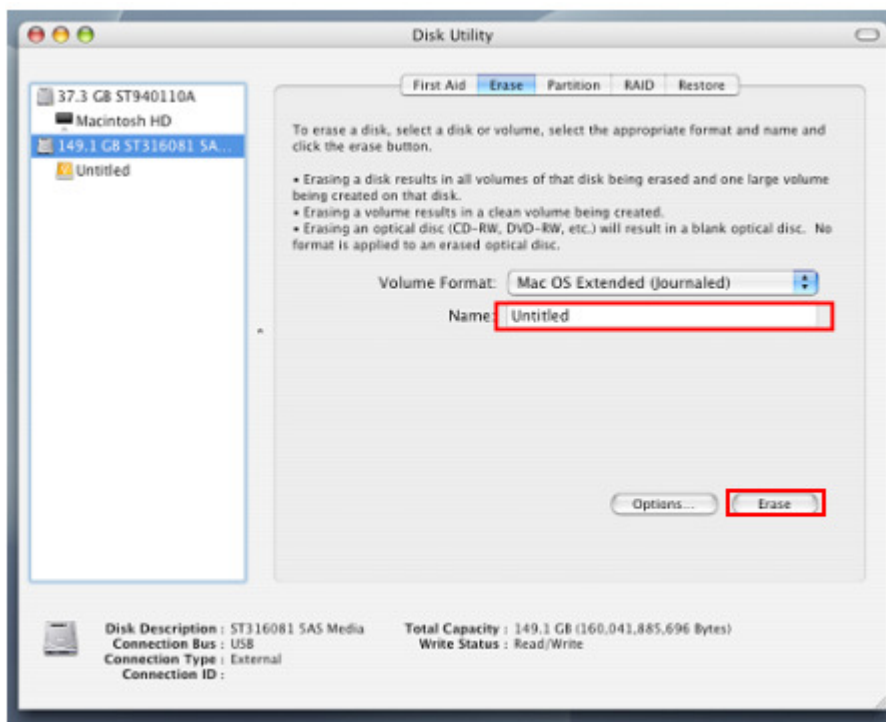 Disk Utility
37.3 GB ST940110A
Macintosh HD
149.1 GB ST316081 5A...
Untitled
First Aid Erase Partition RAID Restore
To erase a disk, select a disk or volume, select the appropriate format and name and
click the erase button.
• Erasing a disk results in all volumes of that disk being erased and one large volume
being created on that disk.
• Erasing a volume results in a clean volume being created.
• Erasing an optical disc (CD-RW, DVD-RW, etc.) will result in a blank optical disc. No
format is applied to an erased optical disc.
Volume Format: Mac OS Extended (Journaled)
Name: Untitled
Options... Erase
Disk Description : ST316081 5AS Media
Connection Bus : USB
Connection Type : External
Connection ID :
Total Capacity : 149.1 GB (160,041,885,696 Bytes)
Write Status : Read/Write